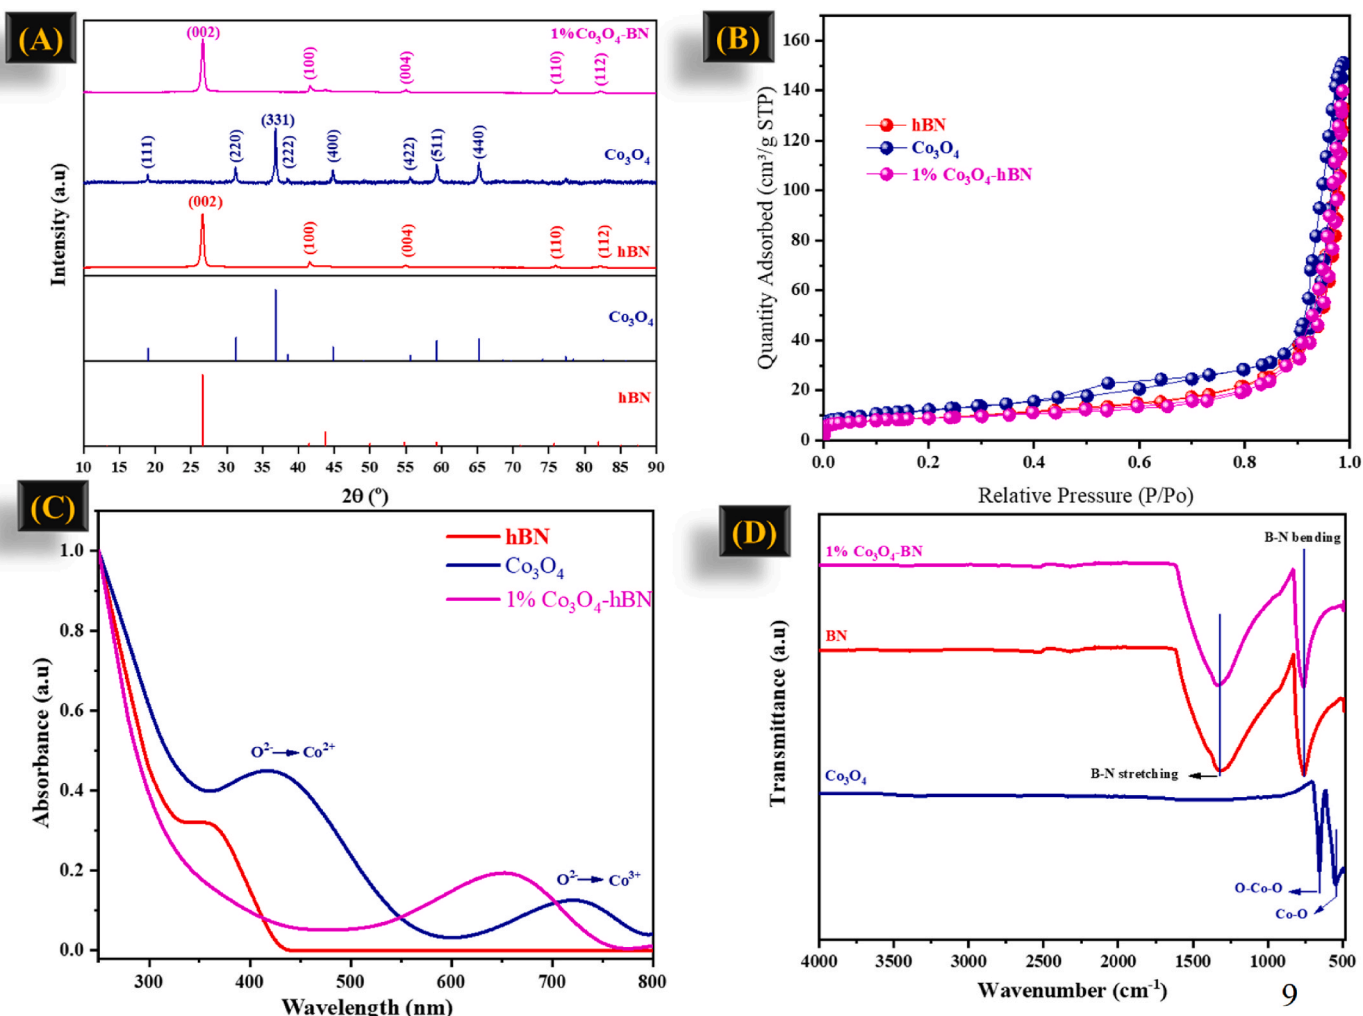 (A)
1%Co₃O₄-BN
(002)
(100)
(004)
(110)
(112)
(331)
(111)
(220)
(222)
(400)
(422)
(511)
(440)
Co₃O₄
(002)
(100)
(004)
(110)
(112)
hBN
Co₃O₄
hBN
Intensity (a.u)
10 15 20 25 30 35 40 45 50 55 60 65 70 75 80 85 90
2θ (º)
(B)
160
140
120
100
80
60
40
20
0
hBN
Co₃O₄
1% Co₃O₄-hBN
Quantity Adsorbed (cm³/g STP)
0.0 0.2 0.4 0.6 0.8 1.0
Relative Pressure (P/Po)
(C)
1.0
0.8
0.6
0.4
0.2
0.0
hBN
Co₃O₄
1% Co₃O₄-hBN
O²⁻→Co²⁺
O²⁻→Co³⁺
Absorbance (a.u)
300 400 500 600 700 800
Wavelength (nm)
(D)
1% Co₃O₄-BN
B-N bending
BN
B-N stretching
Co₃O₄
O-Co-O
Co-O
Transmittance (a.u)
4000 3500 3000 2500 2000 1500 1000 500
Wavenumber (cm⁻¹)
9